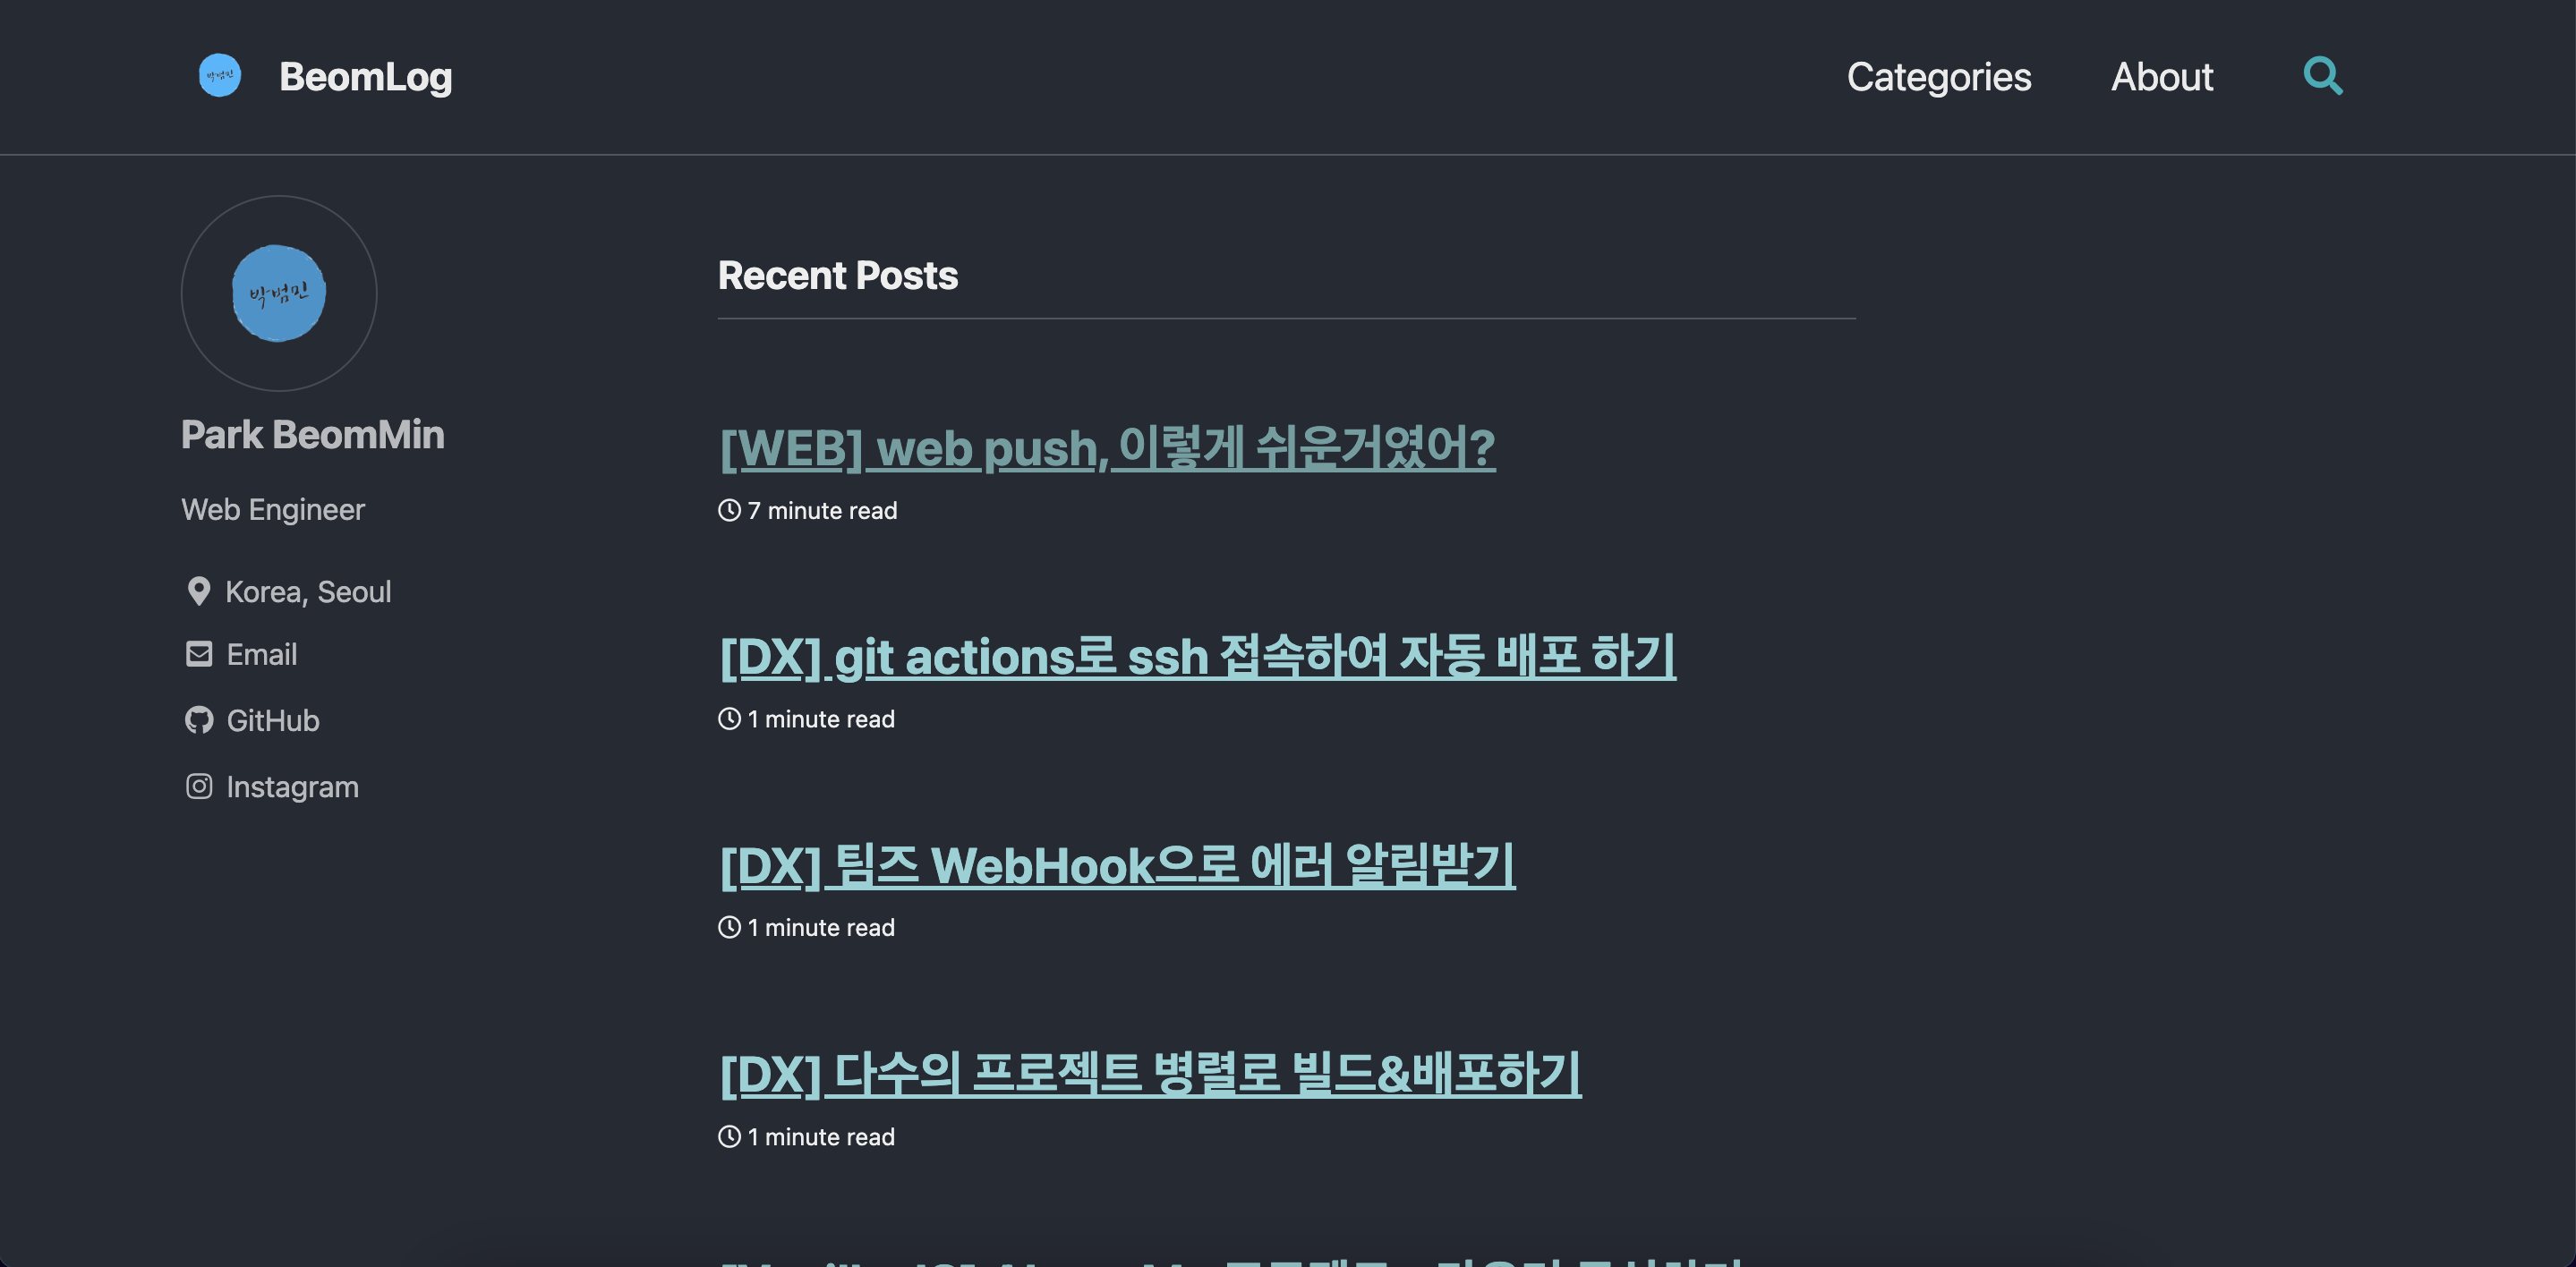 박범민
BeomLog
Categories
About
박범민
Park BeomMin
Web Engineer
Korea, Seoul
Email
GitHub
Instagram
Recent Posts
[WEB] web push, 이렇게 쉬운거였어?
7 minute read
[DX] git actions로 ssh 접속하여 자동 배포 하기
1 minute read
[DX] 팀즈 WebHook으로 에러 알림받기
1 minute read
[DX] 다수의 프로젝트 병렬로 빌드&배포하기
1 minute read